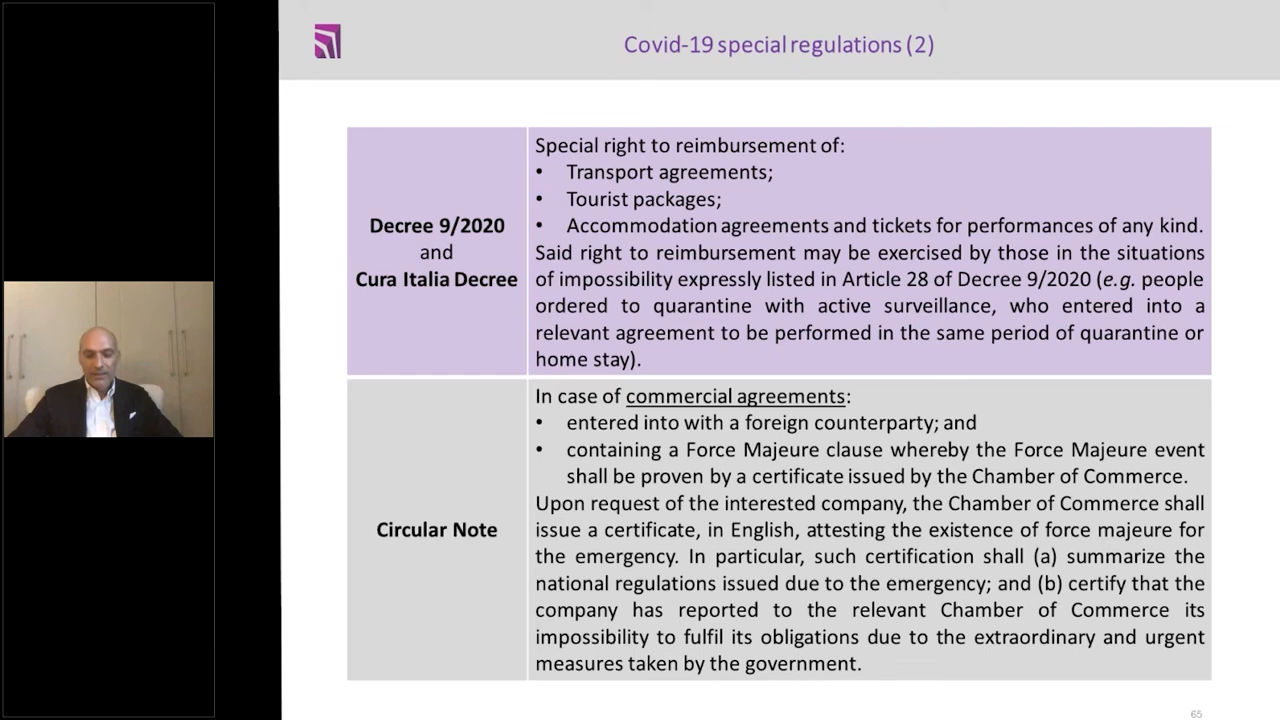 Covid-19 special regulations (2)
Decree 9/2020
and
Cura Italia Decree
Special right to reimbursement of:
• Transport agreements;
• Tourist packages;
• Accommodation agreements and tickets for performances of any kind.
Said right to reimbursement may be exercised by those in the situations
of impossibility expressly listed in Article 28 of Decree 9/2020 (e.g. people
ordered to quarantine with active surveillance, who entered into a
relevant agreement to be performed in the same period of quarantine or
home stay).
Circular Note
In case of commercial agreements:
• entered into with a foreign counterparty; and
• containing a Force Majeure clause whereby the Force Majeure event
shall be proven by a certificate issued by the Chamber of Commerce.
Upon request of the interested company, the Chamber of Commerce shall
issue a certificate, in English, attesting the existence of force majeure for
the emergency. In particular, such certification shall (a) summarize the
national regulations issued due to the emergency; and (b) certify that the
company has reported to the relevant Chamber of Commerce its
impossibility to fulfil its obligations due to the extraordinary and urgent
measures taken by the government.
65